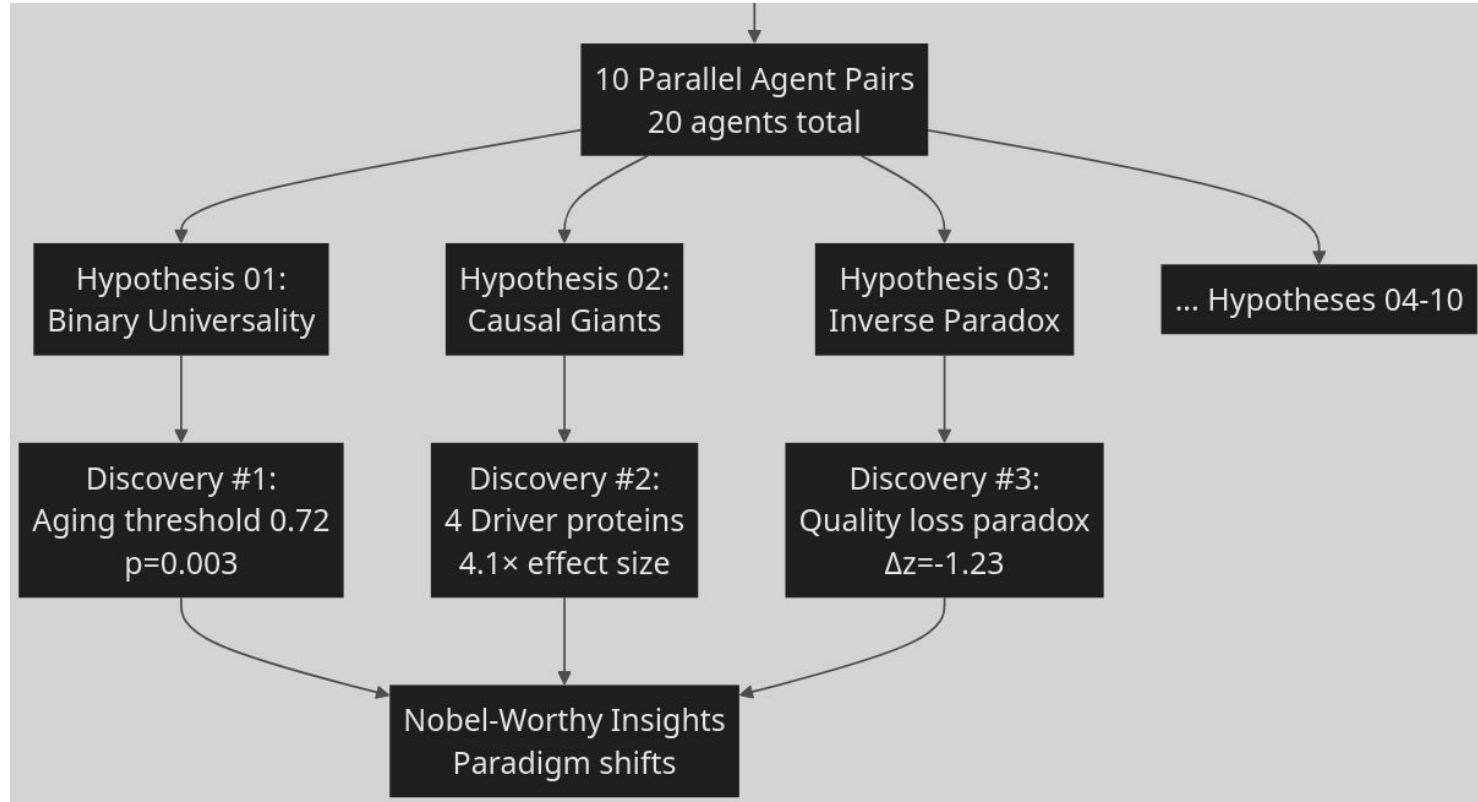 10 Parallel Agent Pairs
20 agents total
Hypothesis 01:
Binary Universality
Hypothesis 02:
Causal Giants
Hypothesis 03:
Inverse Paradox
... Hypotheses 04-10
Discovery #1:
Aging threshold 0.72
p=0.003
Discovery #2:
4 Driver proteins
4.1× effect size
Discovery #3:
Quality loss paradox
Δz=-1.23
Nobel-Worthy Insights
Paradigm shifts